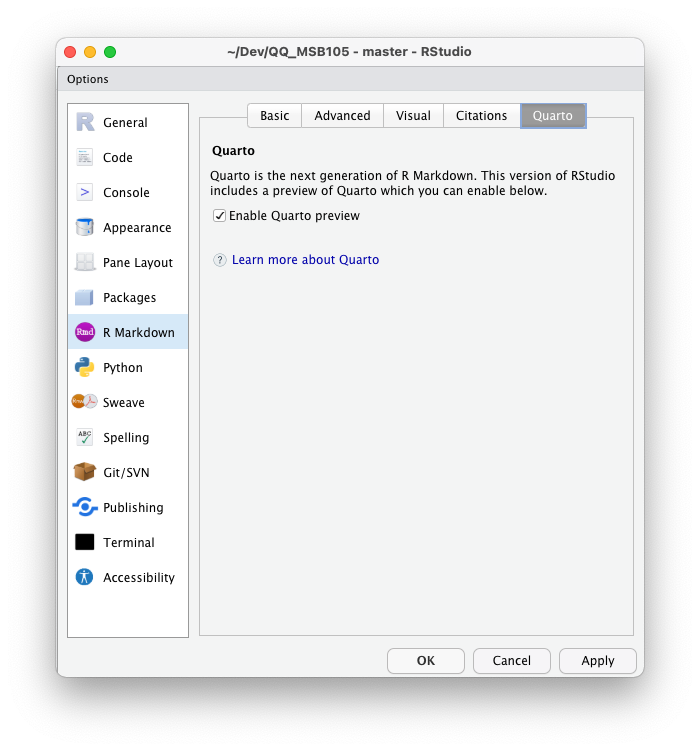 ~/Dev/QQ_MSB105 - master - RStudio
Options
General
Code
Console
Appearance
Pane Layout
Packages
Rmd
R Markdown
Python
Sweave
ABC
Spelling
Git/SVN
Publishing
Terminal
Accessibility
Basic
Advanced
Visual
Citations
Quarto
Quarto
Quarto is the next generation of R Markdown. This version of RStudio
includes a preview of Quarto which you can enable below.
Enable Quarto preview
? Learn more about Quarto
OK
Cancel
Apply